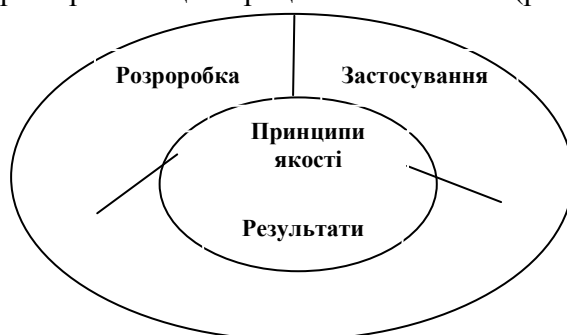 Розроробка
Застосування
Принципи
якості
Результати